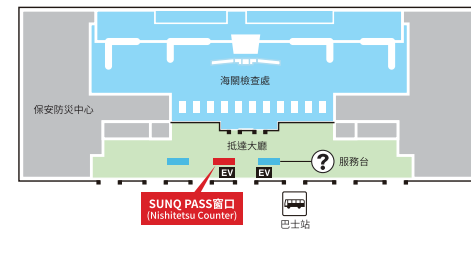 海關檢查處
保安防災中心
抵達大廳
? 服務台
EV EV
SUNQ PASS窗口
(Nishitetsu Counter)
巴士站